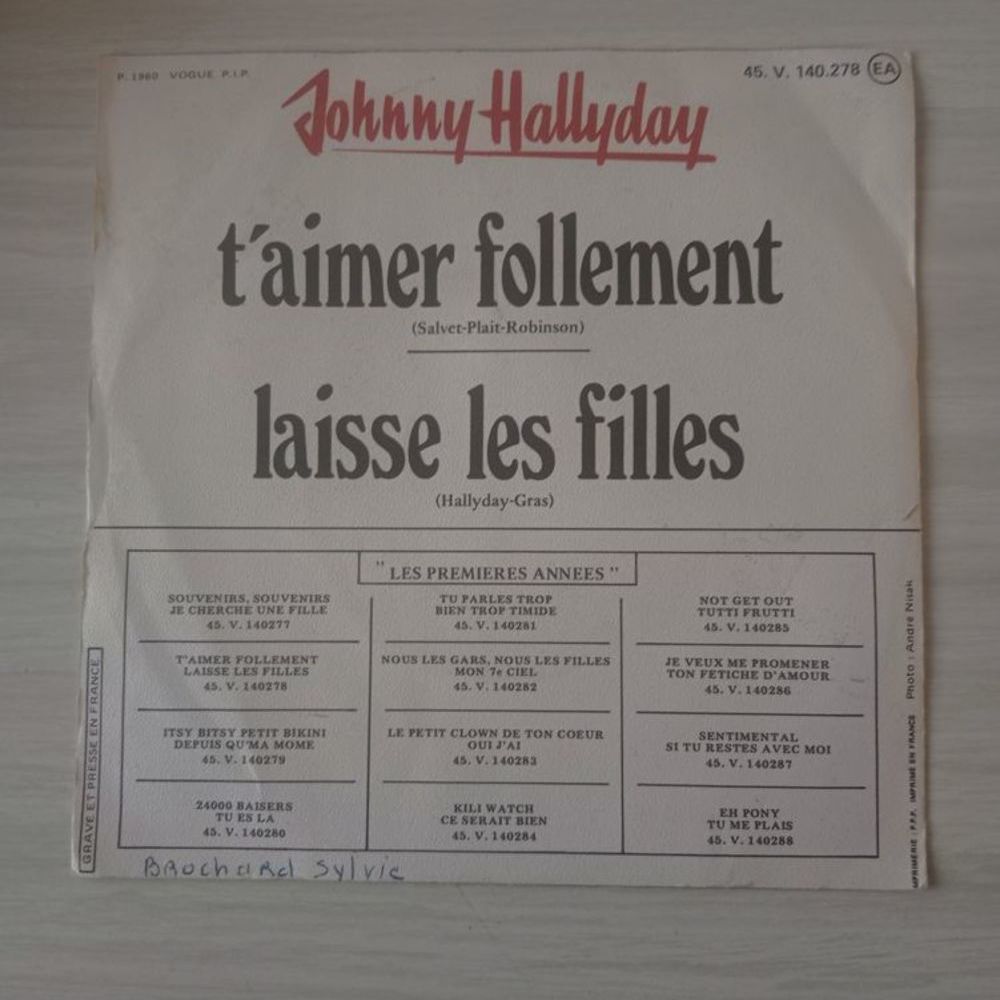 P. 1960 VOGUE P.I.P.
45. V. 140.278 EA
Johnny Hallyday
t'aimer follement
(Salvet-Plait-Robinson)
laisse les filles
(Hallyday-Gras)
" LES PREMIERES ANNEES "
SOUVENIRS, SOUVENIRS
JE CHERCHE UNE FILLE
45. V. 140277
T'AIMER FOLLEMENT
LAISSE LES FILLES
45. V. 140278
ITSY BITSY PETIT BIKINI
DEPUIS QU'MA MOME
45. V. 140279
24000 BAISERS
TU ES LA
45. V. 140280
TU PARLES TROP
BIEN TROP TIMIDE
45. V. 140281
NOUS LES GARS, NOUS LES FILLES
MON 7e CIEL
45. V. 140282
LE PETIT CLOWN DE TON COEUR
OUI J'AI
45. V. 140283
KILI WATCH
CE SERAIT BIEN
45. V. 140284
NOT GET OUT
TUTTI FRUTTI
45. V. 140285
JE VEUX ME PROMENER
TON FETICHE D'AMOUR
45. V. 140286
SENTIMENTAL
SI TU RESTES AVEC MOI
45. V. 140287
EH PONY
TU ME PLAIS
45. V. 140288
GRAVE ET PRESSE EN FRANCE
IMPRIMERIE : P.P.F. IMPRIMÉ EN FRANCE Photo : André Nisak
Brochard Sylvie